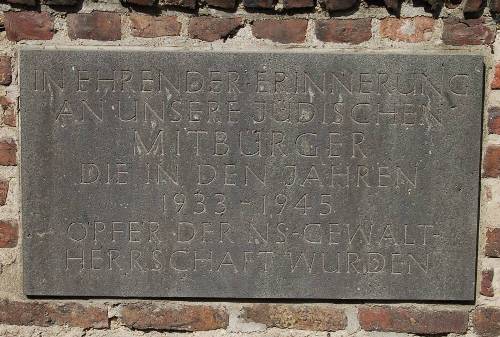 IN EHRENDER ERINNERUNG
AN UNSERE JÜDISCHEN
MITBÜRGER
DIE IN DEN JAHREN
1933 - 1945
OPFER DER NS-GEWALT-
HERRSCHAFT WURDEN